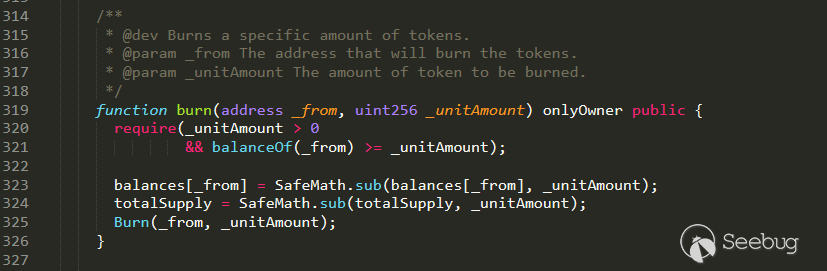 314 /**
315 * @dev Burns a specific amount of tokens.
316 * @param _from The address that will burn the tokens.
317 * @param _unitAmount The amount of token to be burned.
318 */
319 function burn(address _from, uint256 _unitAmount) onlyOwner public {
320 require(_unitAmount > 0
321 && balanceOf(_from) >= _unitAmount);
322
323 balances[_from] = SafeMath.sub(balances[_from], _unitAmount);
324 totalSupply = SafeMath.sub(totalSupply, _unitAmount);
325 Burn(_from, _unitAmount);
326 }
327
Seebug